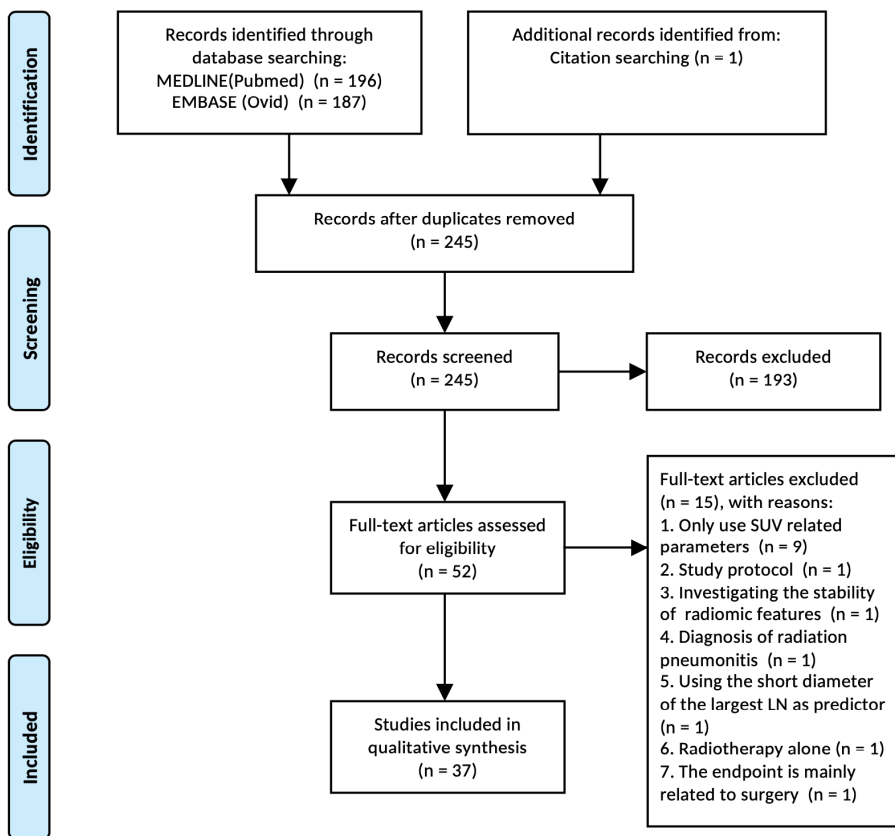 Identification
Records identified through
database searching:
MEDLINE(Pubmed) (n = 196)
EMBASE (Ovid) (n = 187)
Additional records identified from:
Citation searching (n = 1)
Records after duplicates removed
(n = 245)
Screening
Records screened
(n = 245)
Records excluded
(n = 193)
Eligibility
Full-text articles assessed
for eligibility
(n = 52)
Full-text articles excluded
(n = 15), with reasons:
1. Only use SUV related
parameters (n = 9)
2. Study protocol (n = 1)
3. Investigating the stability
of radiomic features (n = 1)
4. Diagnosis of radiation
pneumonitis (n = 1)
5. Using the short diameter
of the largest LN as predictor
(n = 1)
6. Radiotherapy alone (n = 1)
7. The endpoint is mainly
related to surgery (n = 1)
Included
Studies included in
qualitative synthesis
(n = 37)